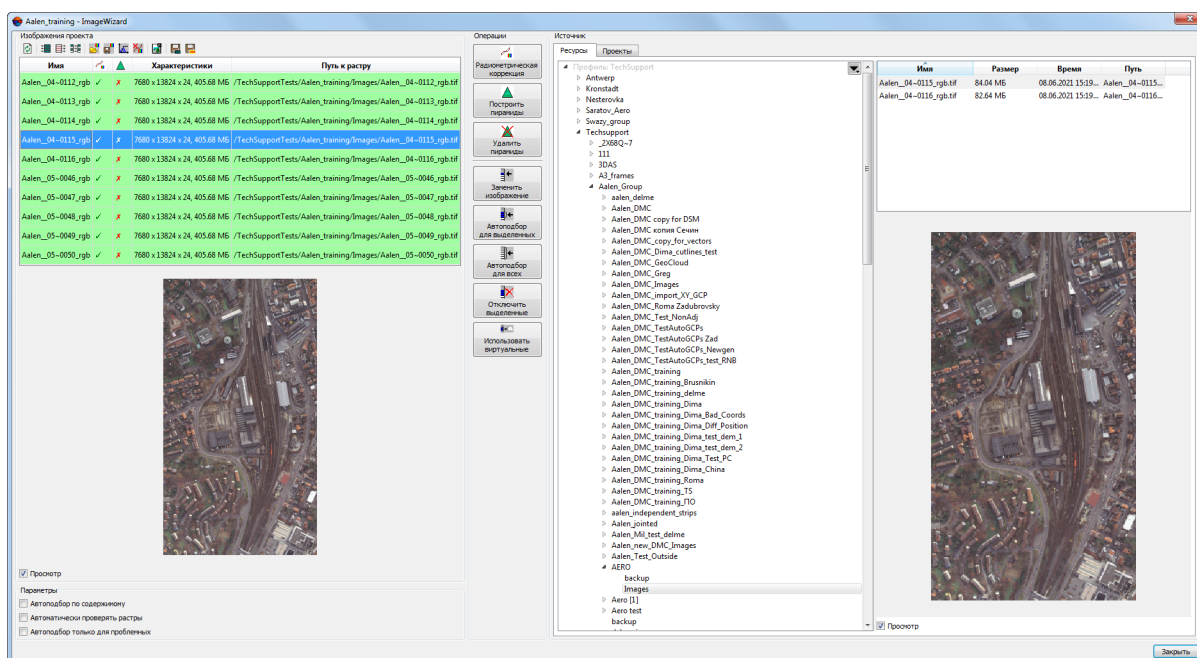 Aalen_training - ImageWizard
Изображения проекта
Имя Характеристики Путь к растру
Aalen__04~0112_rgb ✓ ✗ 7680 x 13824 x 24, 405.68 МБ /TechSupportTests/Aalen_training/Images/Aalen__04~0112_rgb.tif
Aalen__04~0113_rgb ✓ ✗ 7680 x 13824 x 24, 405.68 МБ /TechSupportTests/Aalen_training/Images/Aalen__04~0113_rgb.tif
Aalen__04~0114_rgb ✓ ✗ 7680 x 13824 x 24, 405.68 МБ /TechSupportTests/Aalen_training/Images/Aalen__04~0114_rgb.tif
Aalen__04~0115_rgb ✓ ✗ 7680 x 13824 x 24, 405.68 МБ /TechSupportTests/Aalen_training/Images/Aalen__04~0115_rgb.tif
Aalen__04~0116_rgb ✓ ✗ 7680 x 13824 x 24, 405.68 МБ /TechSupportTests/Aalen_training/Images/Aalen__04~0116_rgb.tif
Aalen__05~0046_rgb ✓ ✗ 7680 x 13824 x 24, 405.68 МБ /TechSupportTests/Aalen_training/Images/Aalen__05~0046_rgb.tif
Aalen__05~0047_rgb ✓ ✗ 7680 x 13824 x 24, 405.68 МБ /TechSupportTests/Aalen_training/Images/Aalen__05~0047_rgb.tif
Aalen__05~0048_rgb ✓ ✗ 7680 x 13824 x 24, 405.68 МБ /TechSupportTests/Aalen_training/Images/Aalen__05~0048_rgb.tif
Aalen__05~0049_rgb ✓ ✗ 7680 x 13824 x 24, 405.68 МБ /TechSupportTests/Aalen_training/Images/Aalen__05~0049_rgb.tif
Aalen__05~0050_rgb ✓ ✗ 7680 x 13824 x 24, 405.68 МБ /TechSupportTests/Aalen_training/Images/Aalen__05~0050_rgb.tif
Просмотр
Параметры
Автоподбор по содержимому
Автоматически проверять растры
Автоподбор только для проблемных
Операции
Радиометрическая
коррекция
Построить
пирамиды
Удалить
пирамиды
Заменить
изображение
Автоподбор
для выделенных
Автоподбор
для всех
Отключить
выделенные
Использовать
виртуальные
Источник
Ресурсы Проекты
Профиль: TechSupport
Antwerp
Kronstadt
Nesterovka
Saratov_Aero
Swazy_group
Techsupport
_2X68Q~7
111
3DAS
A3_frames
Aalen_Group
aalen_delme
Aalen_DMC
Aalen_DMC copy for DSM
Aalen_DMC копия Сечин
Aalen_DMC_copy_for_vectors
Aalen_DMC_Dima_cutlines_test
Aalen_DMC_GeoCloud
Aalen_DMC_Greg
Aalen_DMC_Images
Aalen_DMC_import_XY_GCP
Aalen_DMC_Roma Zadubrovsky
Aalen_DMC_Test_NonAdj
Aalen_DMC_TestAutoGCPs
Aalen_DMC_TestAutoGCPs Zad
Aalen_DMC_TestAutoGCPs_Newgen
Aalen_DMC_TestAutoGCPs_test_RNB
Aalen_DMC_training
Aalen_DMC_training_Brusnikin
Aalen_DMC_training_delme
Aalen_DMC_training_Dima
Aalen_DMC_training_Dima_Bad_Coords
Aalen_DMC_training_Dima_Diff_Position
Aalen_DMC_training_Dima_test_dem_1
Aalen_DMC_training_Dima_test_dem_2
Aalen_DMC_training_Dima_Test_PC
Aalen_DMC_training_Dima_China
Aalen_DMC_training_Roma
Aalen_DMC_training_TS
Aalen_DMC_training_ПО
aalen_independent_strips
Aalen_jointed
Aalen_Mil_test_delme
Aalen_new_DMC_Images
Aalen_Test_Outside
AERO
backup
Images
Aero [1]
Aero test
backup
Имя Размер Время Путь
Aalen__04~0115_rgb.tif 84.04 МБ 08.06.2021 15:19... Aalen__04~0115...
Aalen__04~0116_rgb.tif 82.64 МБ 08.06.2021 15:19... Aalen__04~0116...
Просмотр
Закрыть